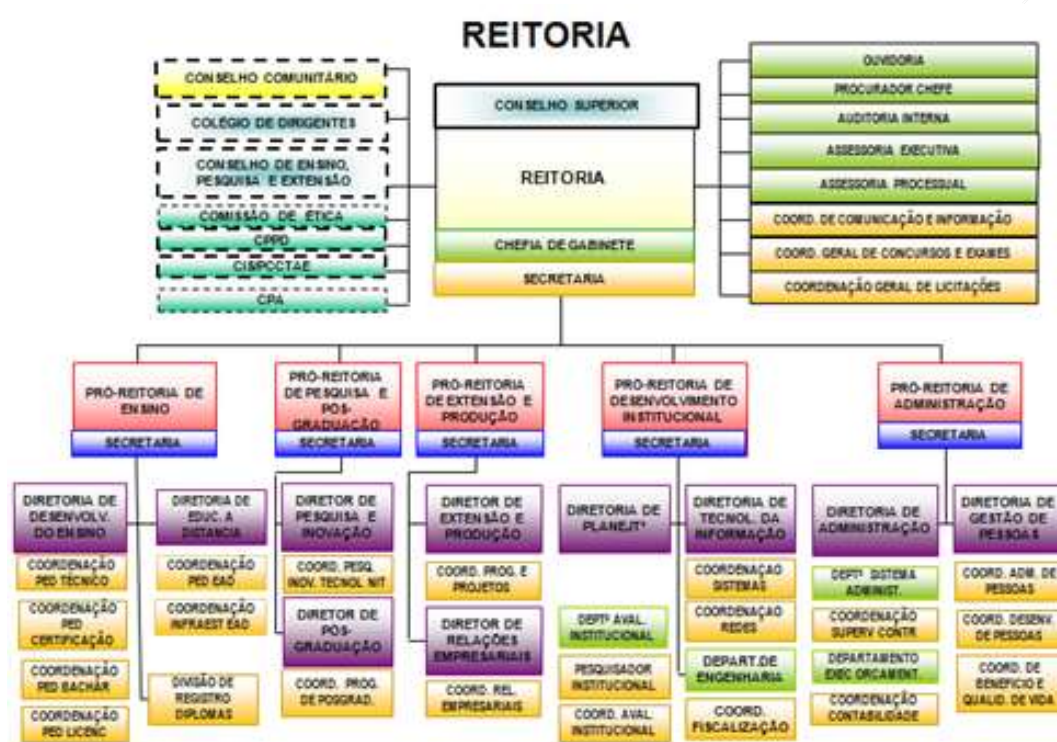 REITORIA
CONSELHO COMUNITÁRIO
COLÉGIO DE DIRIGENTES
CONSELHO DE ENSINO,
PESQUISA E EXTENSÃO
COMISSÃO DE ÉTICA
CPPD
CIS/PCCTAE
CPA
CONSELHO SUPERIOR
REITORIA
CHEFIA DE GABINETE
SECRETARIA
OUVIDORIA
PROCURADOR CHEFE
AUDITORIA INTERNA
ASSESSORIA EXECUTIVA
ASSESSORIA PROCESSUAL
COORD. DE COMUNICAÇÃO E INFORMAÇÃO
COORD. GERAL DE CONCURSOS E EXAMES
COORDENAÇÃO GERAL DE LICITAÇÕES
PRÓ-REITORIA DE
ENSINO
SECRETARIA
PRÓ-REITORIA
DE PESQUISA E
PÓS-
GRADUAÇÃO
SECRETARIA
PRÓ-REITORIA
DE EXTENSÃO E
PRODUÇÃO
SECRETARIA
PRÓ-REITORIA DE
DESENVOLVIMENTO
INSTITUCIONAL
SECRETARIA
PRÓ-REITORIA DE
ADMINISTRAÇÃO
SECRETARIA
DIRETORIA DE
DESENVOLV.
DO ENSINO
COORDENAÇÃO
PED TÉCNICO
COORDENAÇÃO
PED
CERTIFICAÇÃO
COORDENAÇÃO
PED BACHAR
COORDENAÇÃO
PED LICENC
DIRETORIA DE
EDUC. A
DISTANCIA
COORDENAÇÃO
PED EAD
COORDENAÇÃO
INFRAEST EAD
DIVISÃO DE
REGISTRO
DIPLOMAS
DIRETOR DE
PESQUISA E
INOVAÇÃO
COORD. PESQ.
INOV. TECNOL. NIT
DIRETOR DE
PÓS-
GRADUAÇÃO
COORD. PROG.
DE POSGRAD.
DIRETOR DE
EXTENSÃO E
PRODUÇÃO
COORD. PROG. E
PROJETOS
DIRETOR DE
RELAÇÕES
EMPRESARIAIS
COORD. REL.
EMPRESARIAIS
DIRETORIA DE
PLANEJTº
DEPTº AVAL.
INSTITUCIONAL
PESQUISADOR
INSTITUCIONAL
COORD. AVAL.
INSTITUCIONAL
DIRETORIA DE
TECNOL. DA
INFORMAÇÃO
COORDENAÇAO
SISTEMAS
COORDENAÇAO
REDES
DEPART.DE
ENGENHARIA
COORD.
FISCALIZAÇÃO
DIRETORIA DE
ADMINISTRAÇÃO
DEPTº SISTEMA
ADMINIST.
COORDENAÇÃO
SUPERV CONTR
DEPARTAMENTO
EXEC ORCAMENT.
COORDENAÇÃO
CONTABILIDADE
DIRETORIA DE
GESTÃO DE
PESSOAS
COORD. ADM. DE
PESSOAS
COORD. DESENV.
DE PESSOAS
COORD. DE
BENEFICIO E
QUALID. DE VIDA